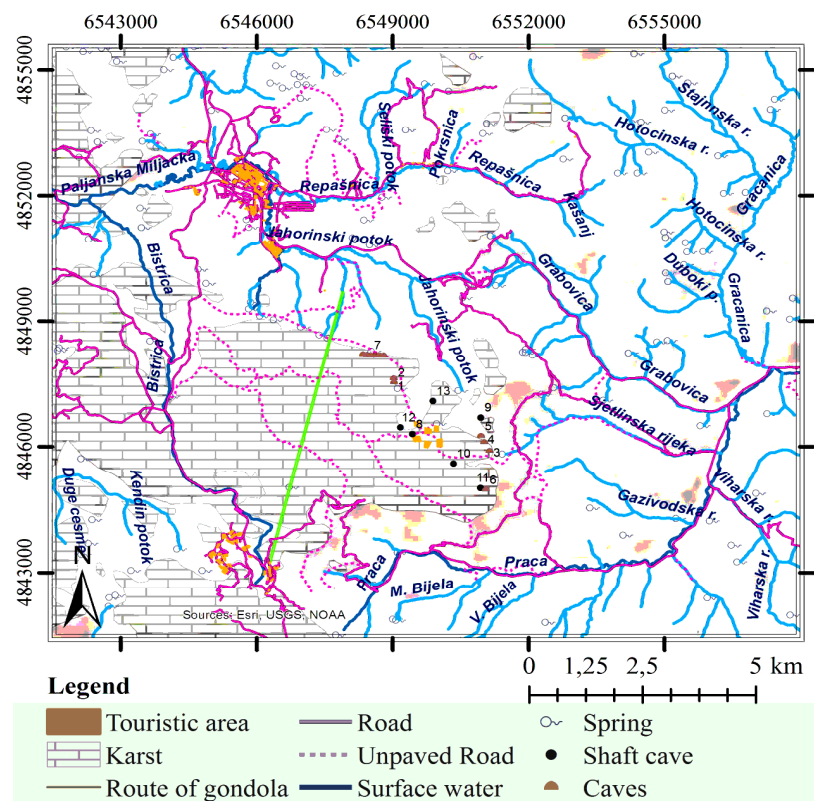 6543000 6546000 6549000 6552000 6555000
4855000
4852000
4849000
4846000
4843000
Stajnnska r.
Hotocinska r.
Seliski potok
Pokrsnica
Paljanska Miljacka
Repašnica
Repašnica
Kasanj
Gracanica
Hotocinska r.
Jahorinski potok
Bistrica
Grabovica
Duboki p.
Gracanica
Jahorinski potok
Bistrica
7
2
1
13
Grabovica
9
12
8
5
4
3
Sjetlinska rijeka
10
11
6
Duge cesme
Kendin potok
Viharska r.
Gazivodska r.
N
Praca
Praca
M. Bijela
V. Bijela
Viharska r.
Sources: Esri, USGS, NOAA
0 1,25 2,5 5 km
Legend
Touristic area Road Spring
Karst Unpaved Road Shaft cave
Route of gondola Surface water Caves